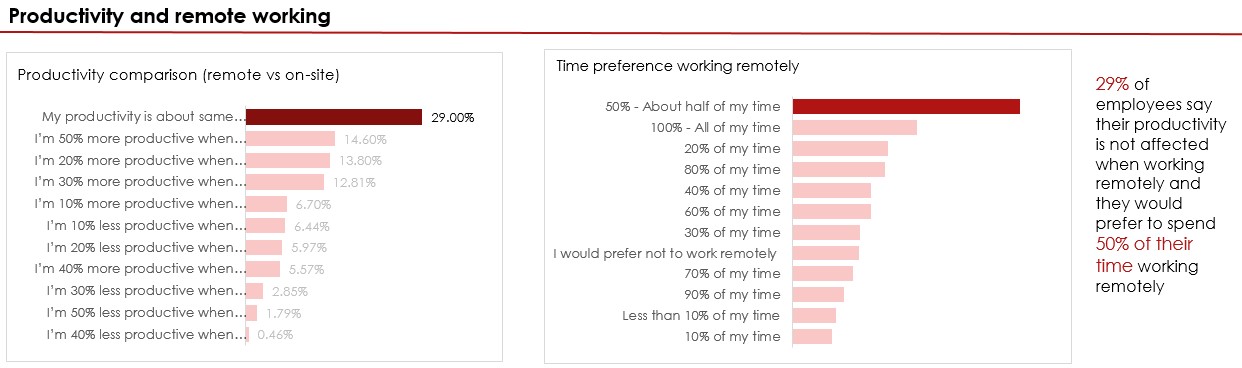 Productivity and remote working
Productivity comparison (remote vs on-site)
My productivity is about same... 29.00%
I'm 50% more productive when... 14.60%
I'm 20% more productive when... 13.80%
I'm 30% more productive when... 12.81%
I'm 10% more productive when... 6.70%
I'm 10% less productive when... 6.44%
I'm 20% less productive when... 5.97%
I'm 40% more productive when... 5.57%
I'm 30% less productive when... 2.85%
I'm 50% less productive when... 1.79%
I'm 40% less productive when... 0.46%
Time preference working remotely
50% - About half of my time
100% - All of my time
20% of my time
80% of my time
40% of my time
60% of my time
30% of my time
I would prefer not to work remotely
70% of my time
90% of my time
Less than 10% of my time
10% of my time
29% of
employees say
their productivity
is not affected
when working
remotely and
they would
prefer to spend
50% of their
time working
remotely